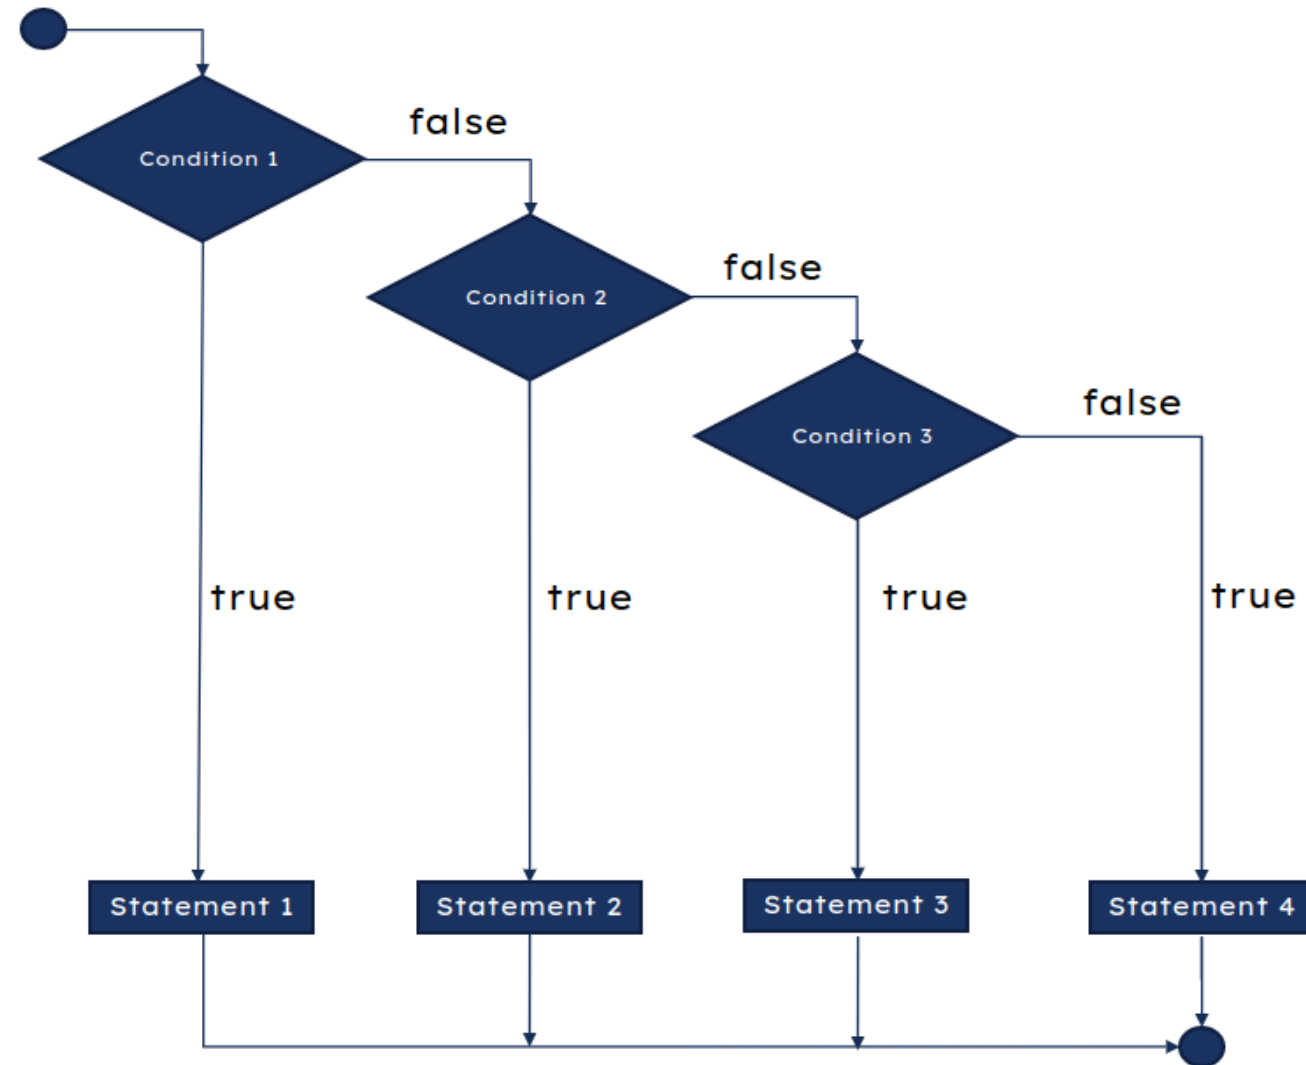 false
Condition 1
false
Condition 2
false
Condition 3
true
true
true
true
Statement 1
Statement 2
Statement 3
Statement 4